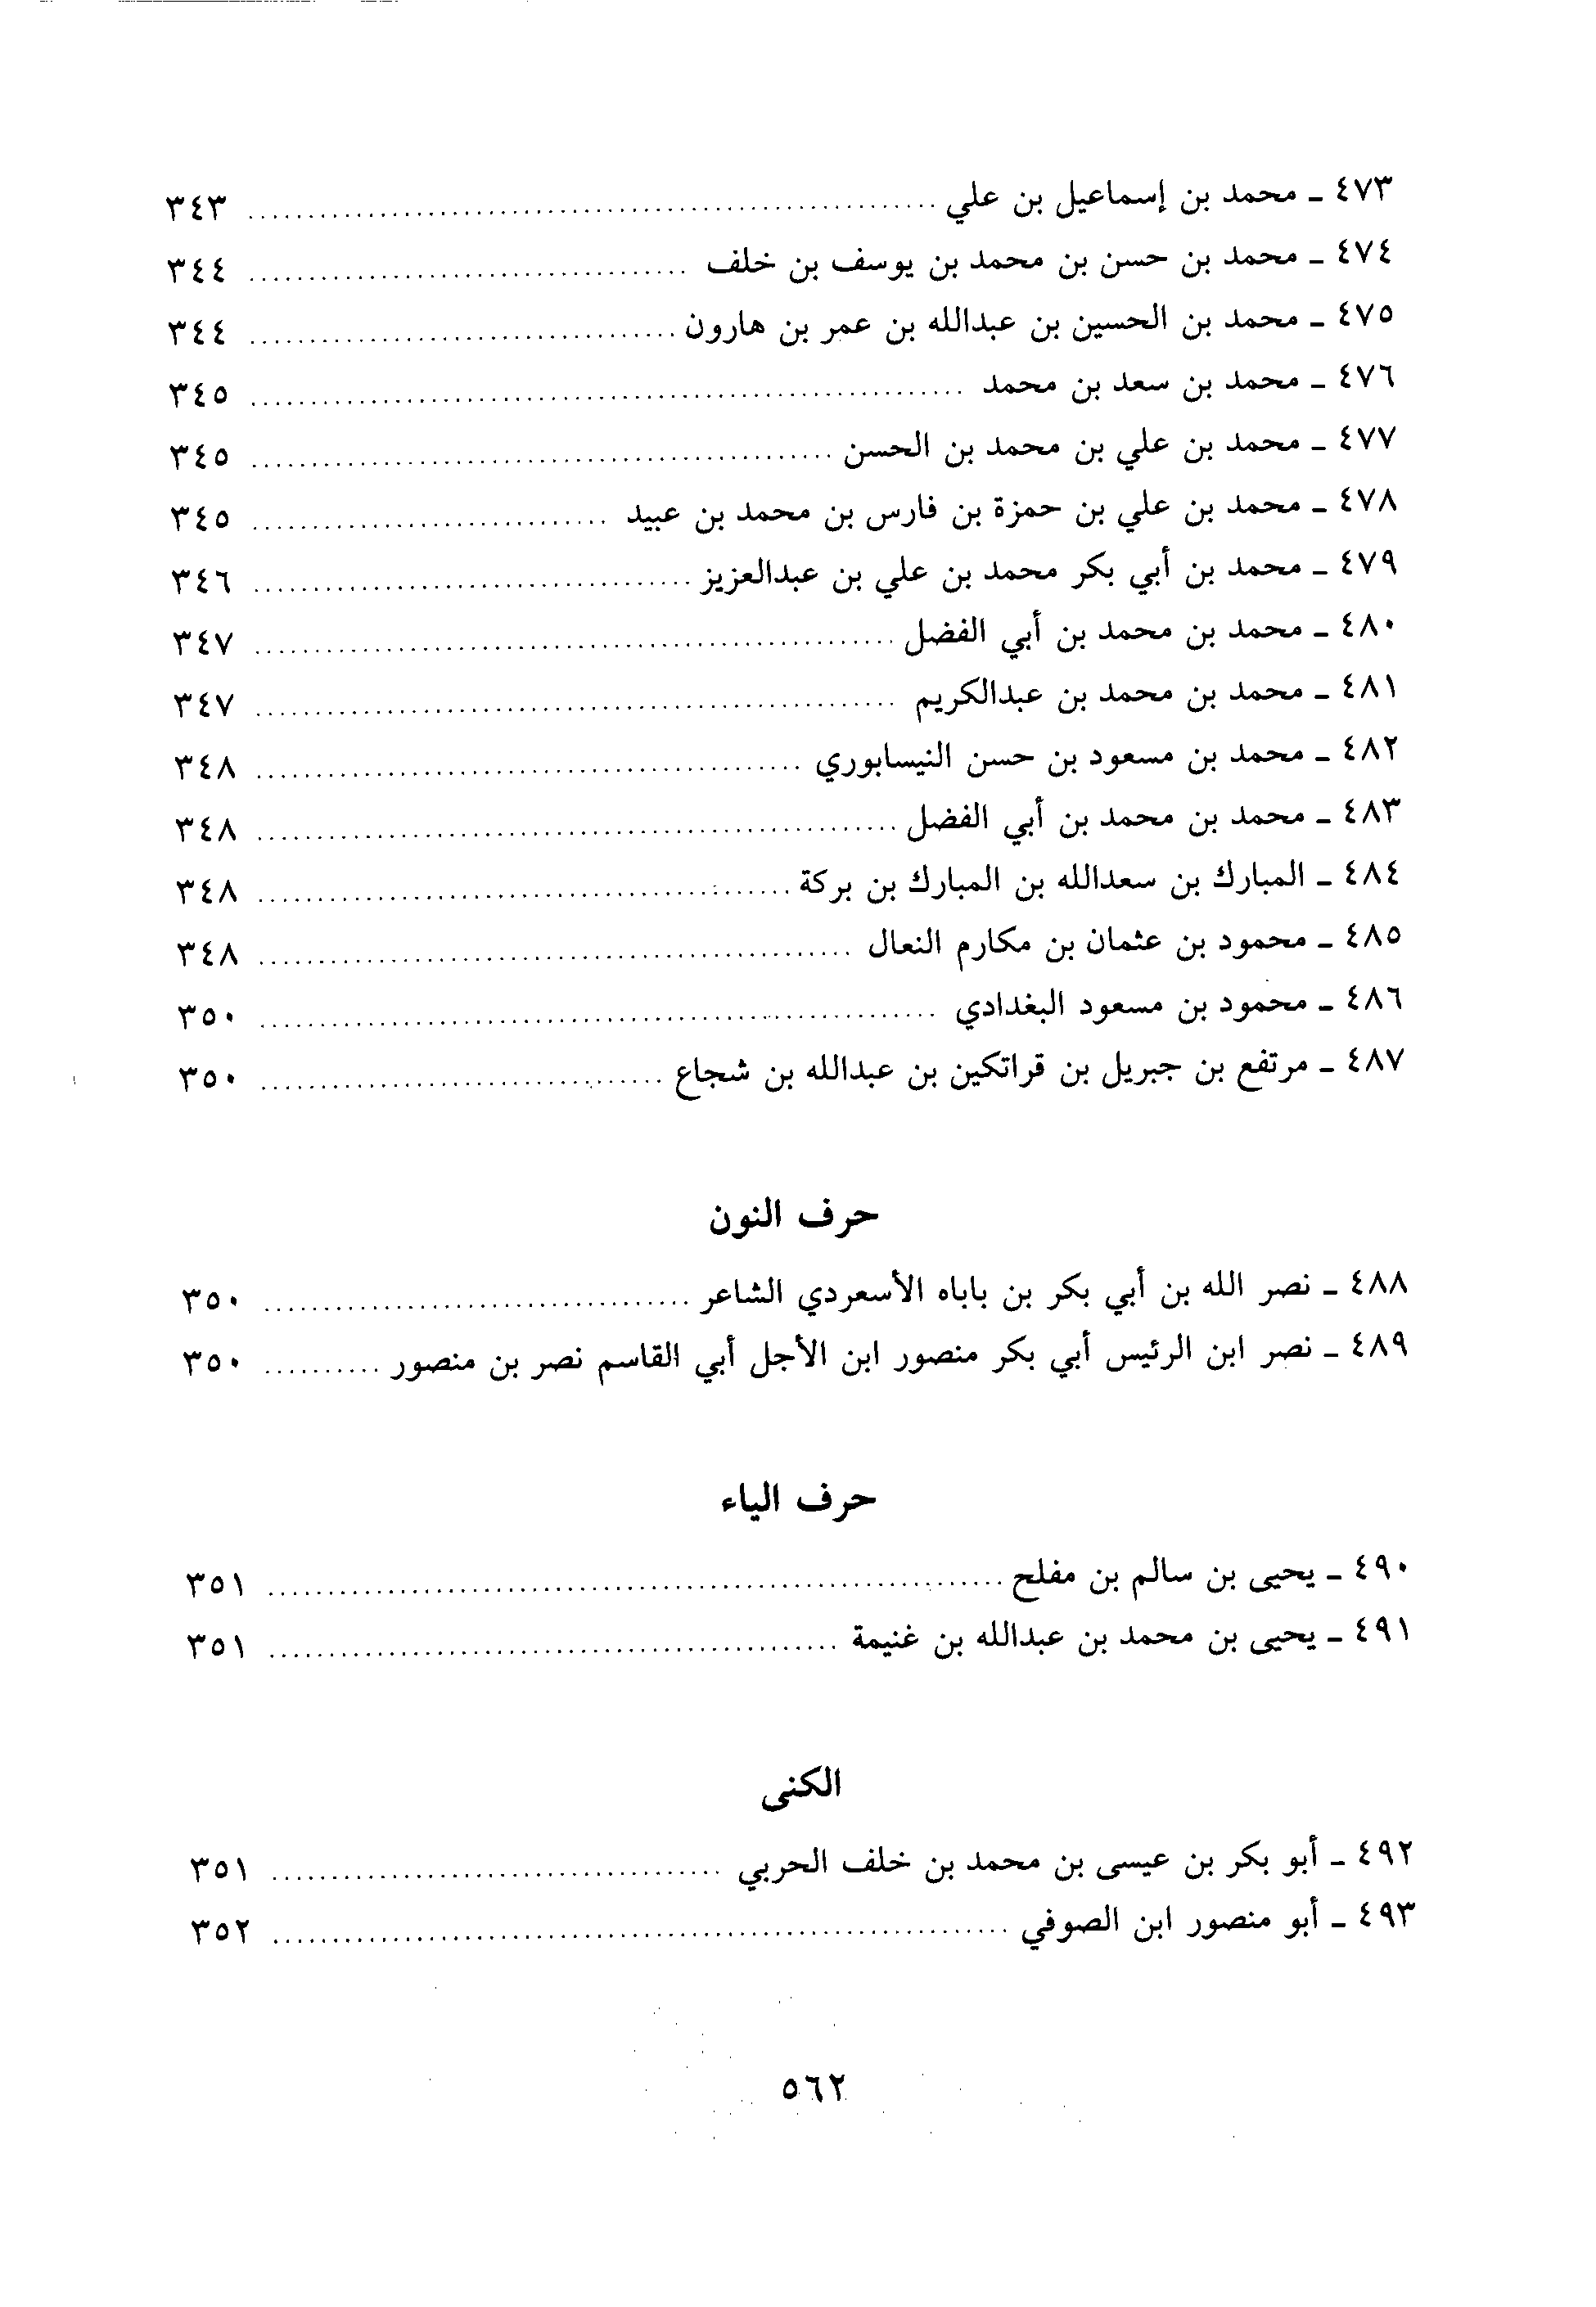 ٤٧٣ ـ محمد بن إسماعيل بن علي ........ ٣٤٣
٤٧٤ ـ محمد بن حسن بن محمد بن يوسف بن خلف ........ ٣٤٤
٤٧٥ ـ محمد بن الحسين بن عبدالله بن عمر بن هارون ........ ٣٤٤
٤٧٦ ـ محمد بن سعد بن محمد ........ ٣٤٥
٤٧٧ ـ محمد بن علي بن محمد بن الحسن ........ ٣٤٥
٤٧٨ ـ محمد بن علي بن حمزة بن فارس بن محمد بن عبيد ........ ٣٤٥
٤٧٩ ـ محمد بن أبي بكر محمد بن علي بن عبدالعزيز ........ ٣٤٦
٤٨٠ ـ محمد بن محمد بن أبي الفضل ........ ٣٤٧
٤٨١ ـ محمد بن محمد بن عبدالكريم ........ ٣٤٧
٤٨٢ ـ محمد بن مسعود بن حسن النيسابوري ........ ٣٤٨
٤٨٣ ـ محمد بن محمد بن أبي الفضل ........ ٣٤٨
٤٨٤ ـ المبارك بن سعدالله بن المبارك بن بركة ........ ٣٤٨
٤٨٥ ـ محمود بن عثمان بن مكارم النعال ........ ٣٤٨
٤٨٦ ـ محمود بن مسعود البغدادي ........ ٣٥٠
٤٨٧ ـ مرتفع بن جبريل بن قراتكين بن عبدالله بن شجاع ........ ٣٥٠
حرف النون
٤٨٨ ـ نصر الله بن أبي بكر بن باباه الأسعردي الشاعر ........ ٣٥٠
٤٨٩ ـ نصر ابن الرئيس أبي بكر منصور ابن الأجل أبي القاسم نصر بن منصور ........ ٣٥٠
حرف الياء
٤٩٠ ـ يحيى بن سالم بن مفلح ........ ٣٥١
٤٩١ ـ يحيى بن محمد بن عبدالله بن غنيمة ........ ٣٥١
الكنى
٤٩٢ ـ أبو بكر بن عيسى بن محمد بن خلف الحربي ........ ٣٥١
٤٩٣ ـ أبو منصور ابن الصوفي ........ ٣٥٢
٥٦٢